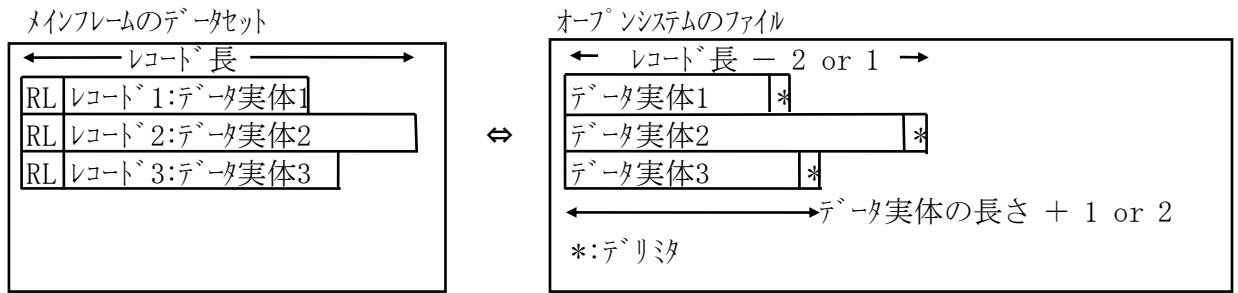 メインフレームのデータセット
オープンシステムのファイル
レコード長
レコード長 － 2 or 1
RL レコード1:データ実体1
データ実体1 *
RL レコード2:データ実体2
⇔
データ実体2 *
RL レコード3:データ実体3
データ実体3 *
データ実体の長さ ＋ 1 or 2
*:デリミタ